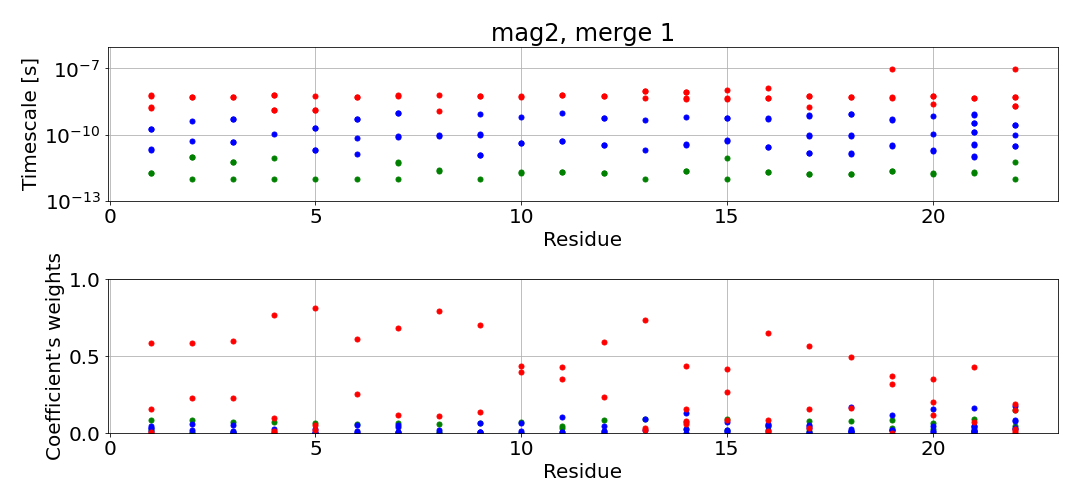 mag2, merge 1
Timescale [s]
10⁻⁷
10⁻¹⁰
10⁻¹³
0 5 10 15 20
Residue
Coefficient's weights
1.0
0.5
0.0
0 5 10 15 20
Residue